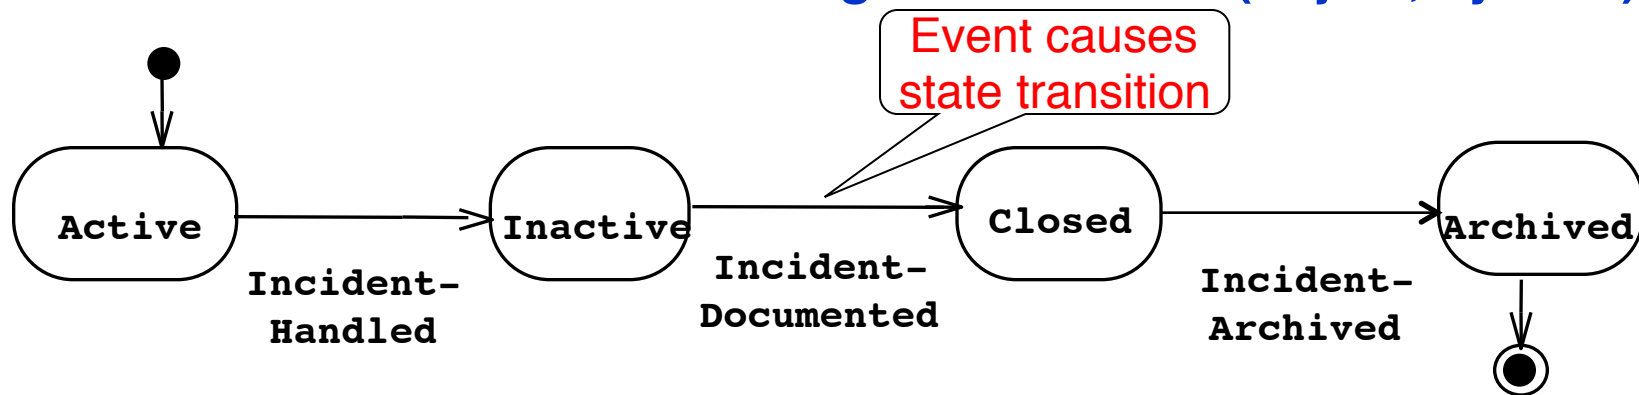 Event causes
state transition
Active
Inactive
Closed
Archived
Incident-
Handled
Incident-
Documented
Incident-
Archived